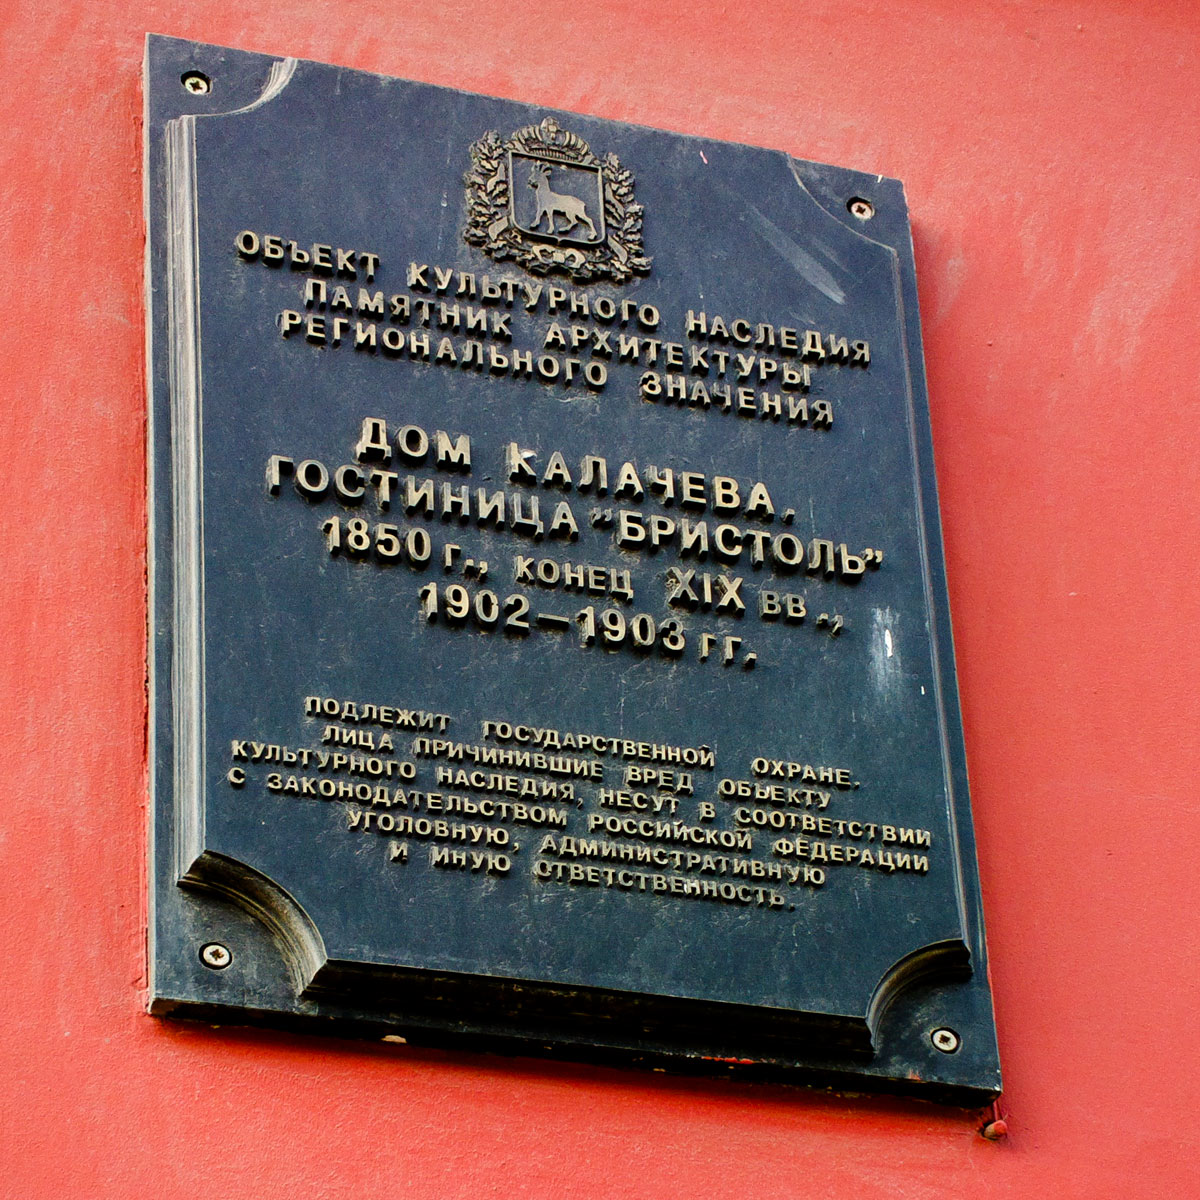 ОБЪЕКТ КУЛЬТУРНОГО НАСЛЕДИЯ
ПАМЯТНИК АРХИТЕКТУРЫ
РЕГИОНАЛЬНОГО ЗНАЧЕНИЯ
ДОМ КАЛАЧЕВА,
ГОСТИНИЦА "БРИСТОЛЬ"
1850 г., КОНЕЦ XIX ВВ.,
1902–1903 гг.
ПОДЛЕЖИТ ГОСУДАРСТВЕННОЙ ОХРАНЕ.
ЛИЦА ПРИЧИНИВШИЕ ВРЕД ОБЪЕКТУ
КУЛЬТУРНОГО НАСЛЕДИЯ, НЕСУТ В СООТВЕТСТВИИ
С ЗАКОНОДАТЕЛЬСТВОМ РОССИЙСКОЙ ФЕДЕРАЦИИ
УГОЛОВНУЮ, АДМИНИСТРАТИВНУЮ
И ИНУЮ ОТВЕТСТВЕННОСТЬ.